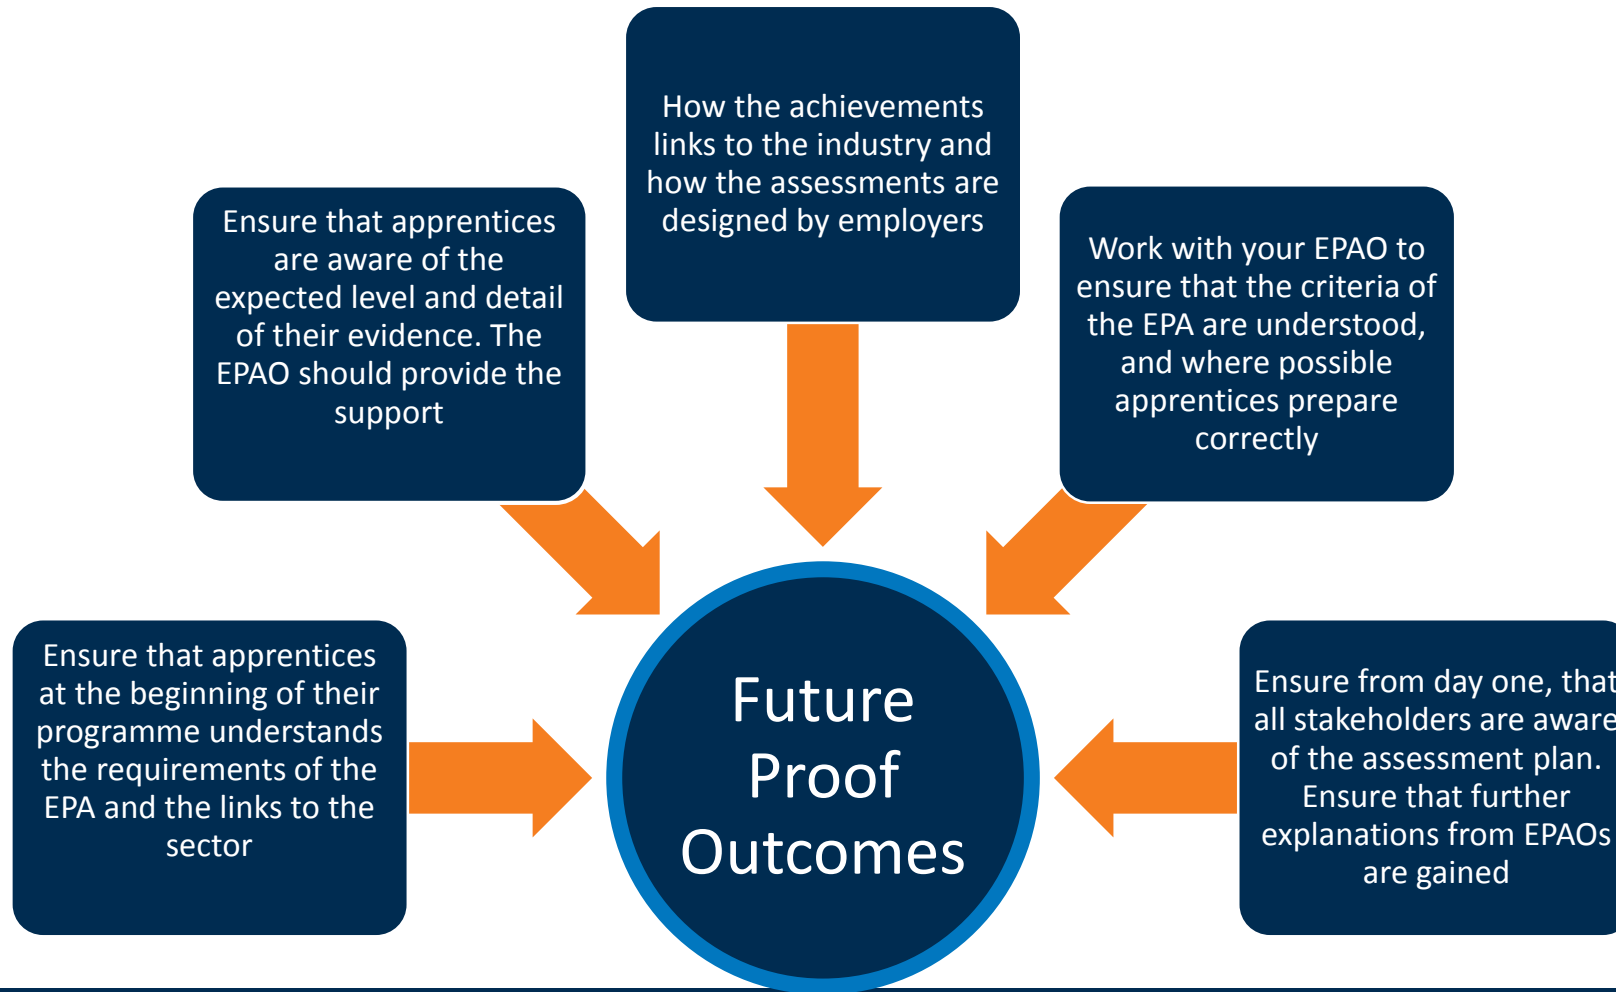 How the achievements
links to the industry and
how the assessments are
designed by employers
Ensure that apprentices
are aware of the
expected level and detail
of their evidence. The
EPAO should provide the
support
Work with your EPAO to
ensure that the criteria of
the EPA are understood,
and where possible
apprentices prepare
correctly
Ensure that apprentices
at the beginning of their
programme understands
the requirements of the
EPA and the links to the
sector
Future
Proof
Outcomes
Ensure from day one, that
all stakeholders are aware
of the assessment plan.
Ensure that further
explanations from EPAOs
are gained